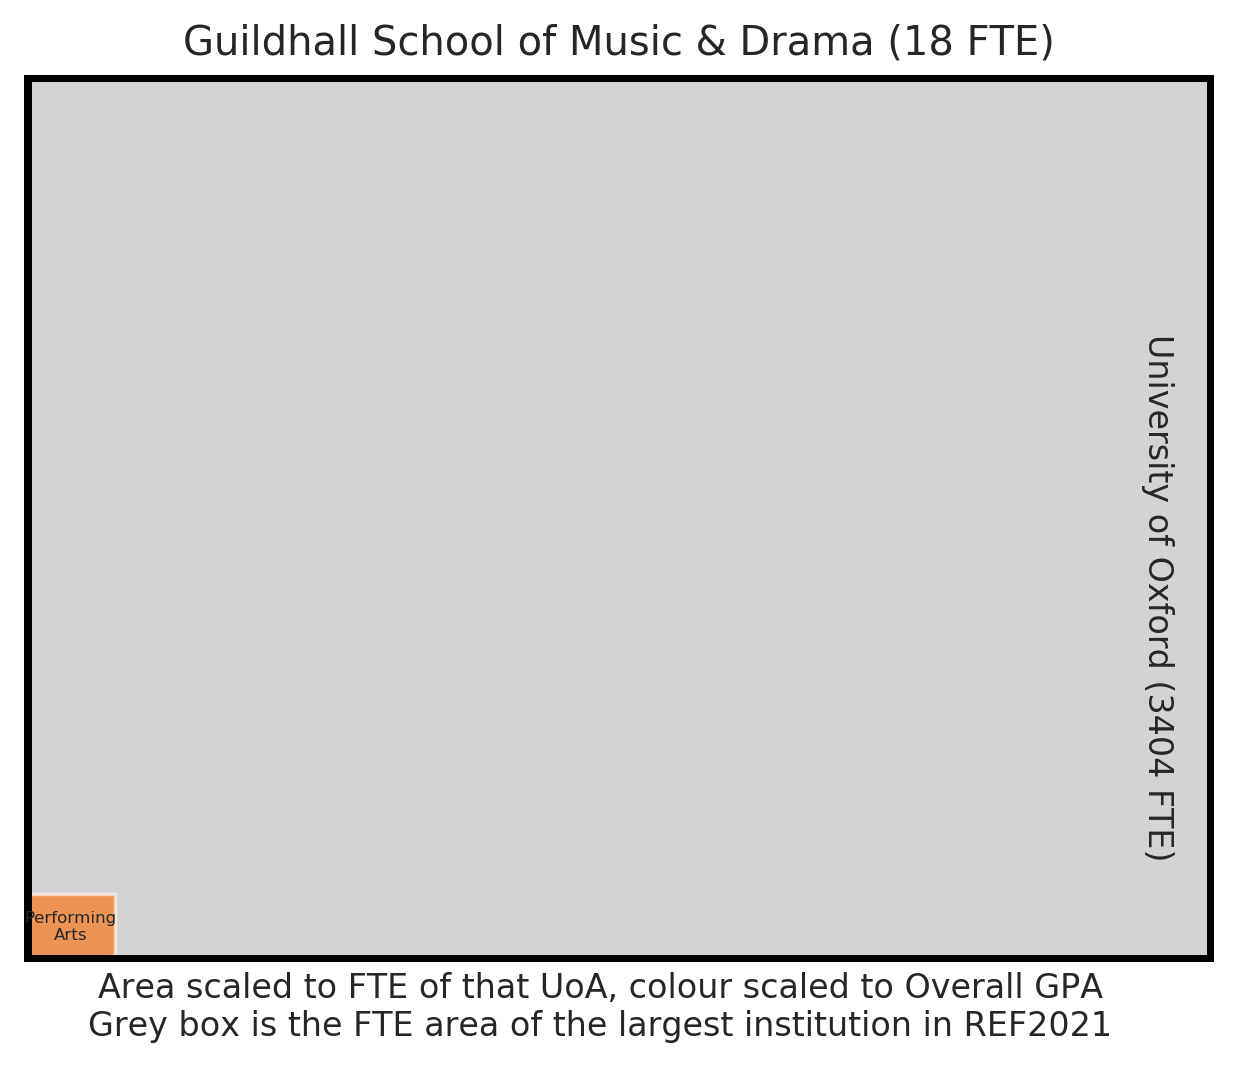 Guildhall School of Music & Drama (18 FTE)
University of Oxford (3404 FTE)
Performing
Arts
Area scaled to FTE of that UoA, colour scaled to Overall GPA
Grey box is the FTE area of the largest institution in REF2021